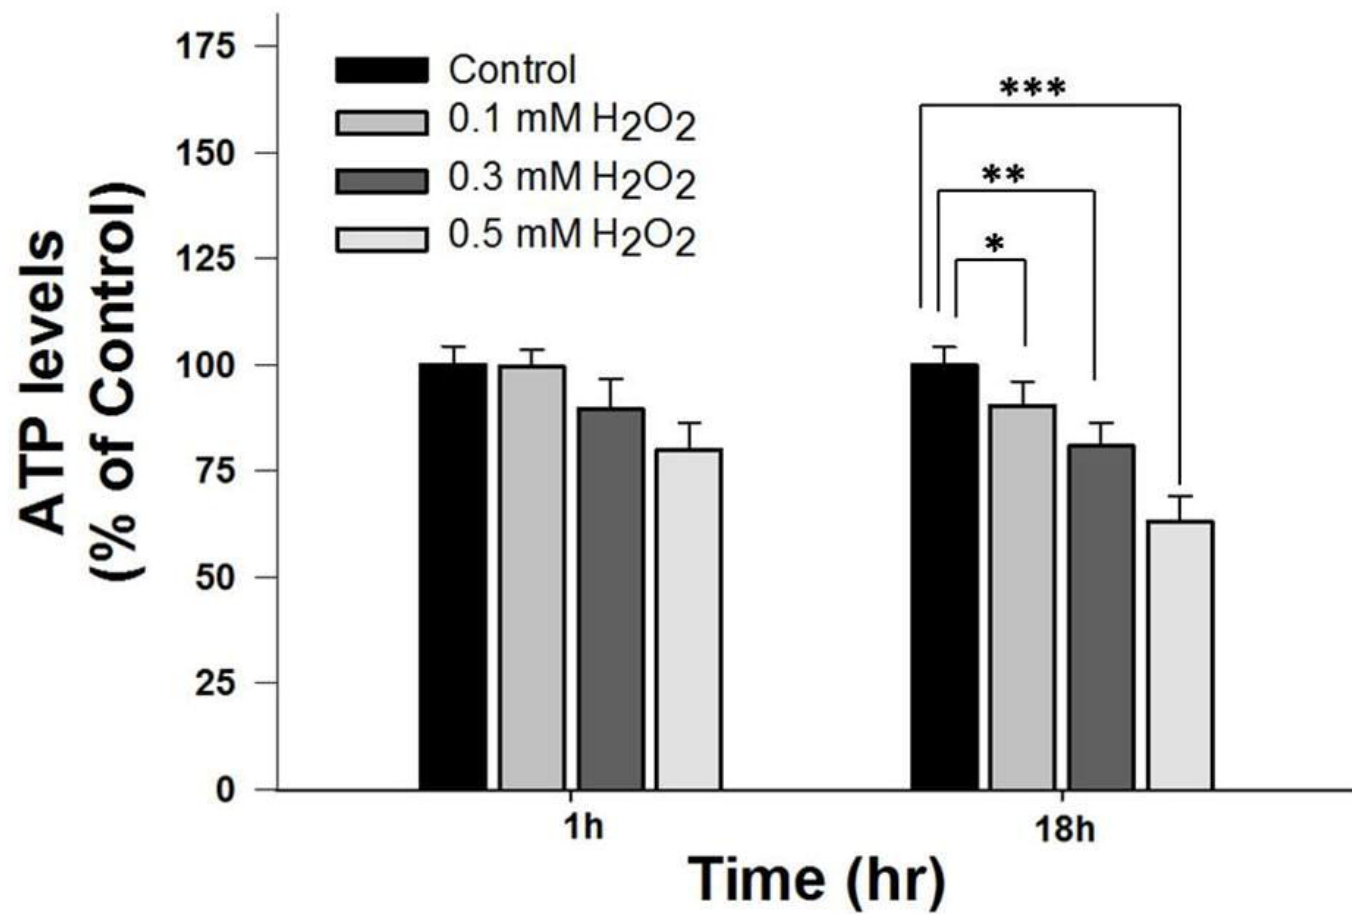 ATP levels
(% of Control)
175
150
125
100
75
50
25
0
Control
0.1 mM H2O2
0.3 mM H2O2
0.5 mM H2O2
***
**
*
1h
18h
Time (hr)